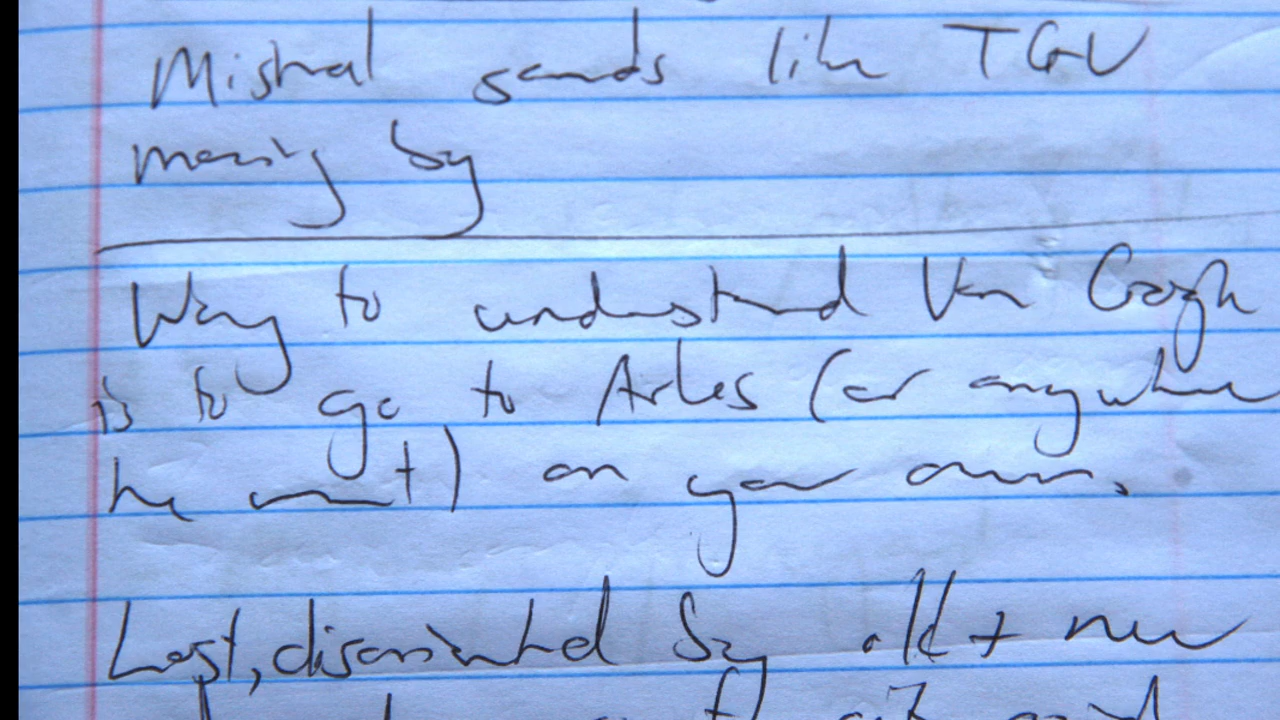 Mistral sounds like TGV
moving by
Way to understand Van Gogh
is to go to Arles (or anywhere
he went) on your own.
Lost, disoriented by old + new